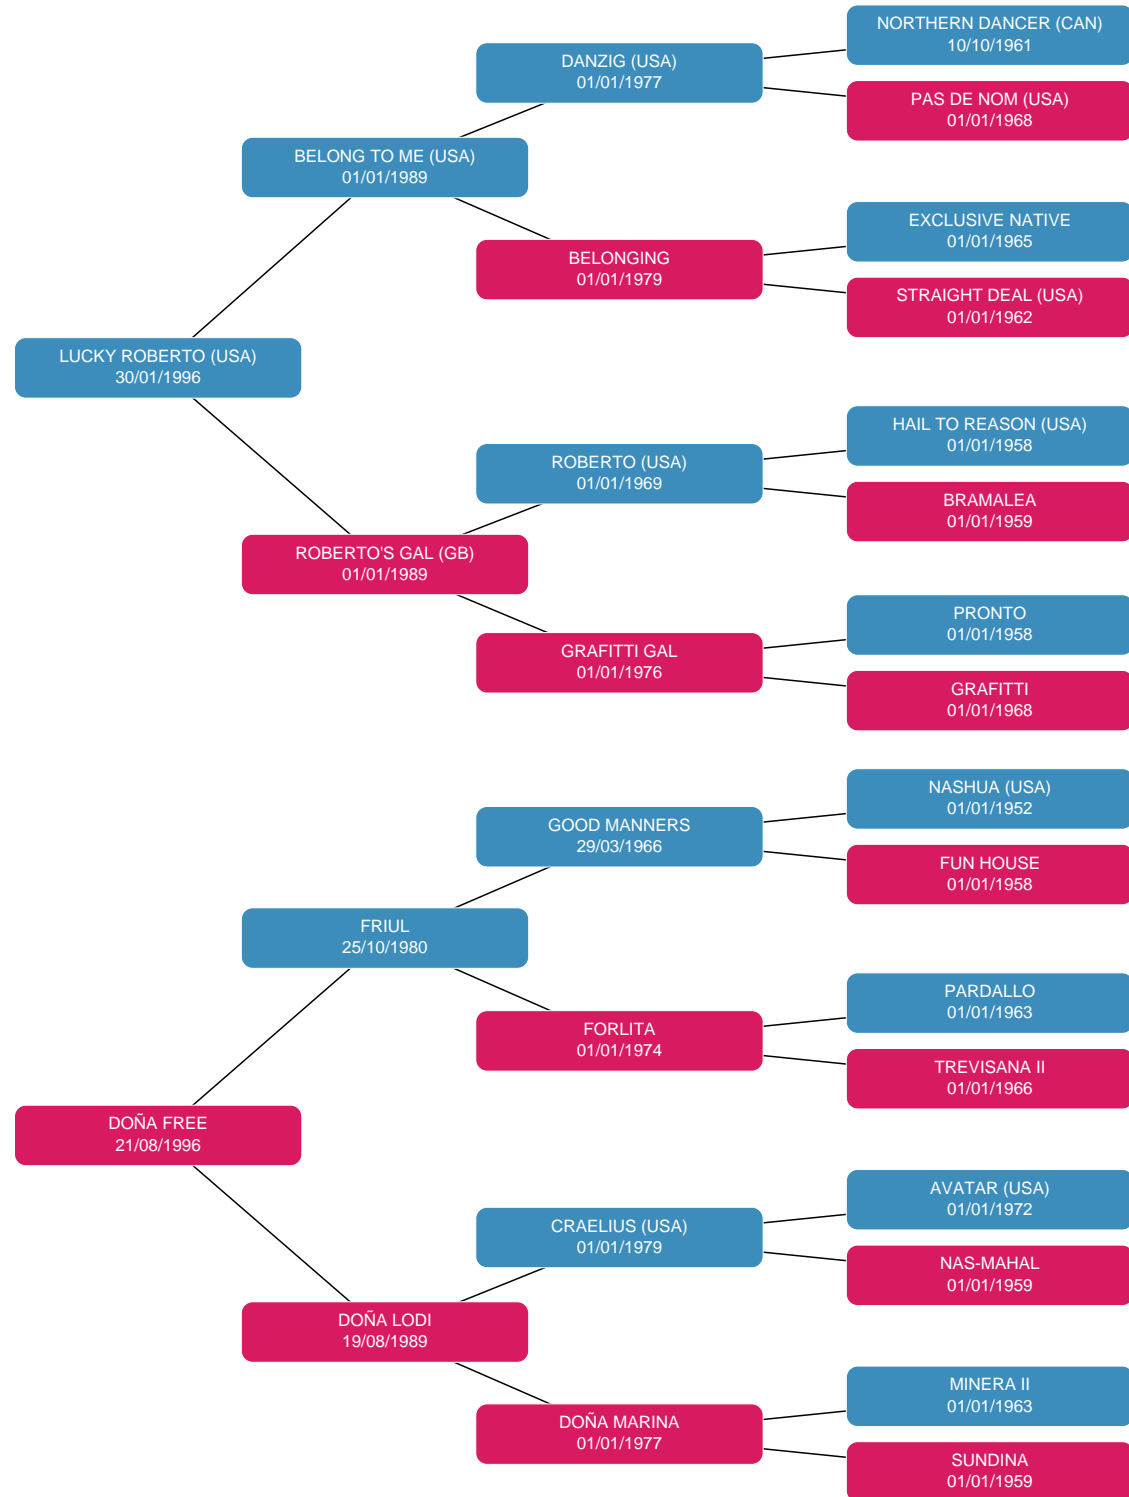 NORTHERN DANCER (CAN)
10/10/1961
DANZIG (USA)
01/01/1977
PAS DE NOM (USA)
01/01/1968
BELONG TO ME (USA)
01/01/1989
EXCLUSIVE NATIVE
01/01/1965
BELONGING
01/01/1979
STRAIGHT DEAL (USA)
01/01/1962
LUCKY ROBERTO (USA)
30/01/1996
HAIL TO REASON (USA)
01/01/1958
ROBERTO (USA)
01/01/1969
BRAMALEA
01/01/1959
ROBERTO'S GAL (GB)
01/01/1989
PRONTO
01/01/1958
GRAFITTI GAL
01/01/1976
GRAFITTI
01/01/1968
NASHUA (USA)
01/01/1952
GOOD MANNERS
29/03/1966
FUN HOUSE
01/01/1958
FRIUL
25/10/1980
PARDALLO
01/01/1963
FORLITA
01/01/1974
TREVISANA II
01/01/1966
DOÑA FREE
21/08/1996
AVATAR (USA)
01/01/1972
CRAELIUS (USA)
01/01/1979
NAS-MAHAL
01/01/1959
DOÑA LODI
19/08/1989
MINERA II
01/01/1963
DOÑA MARINA
01/01/1977
SUNDINA
01/01/1959